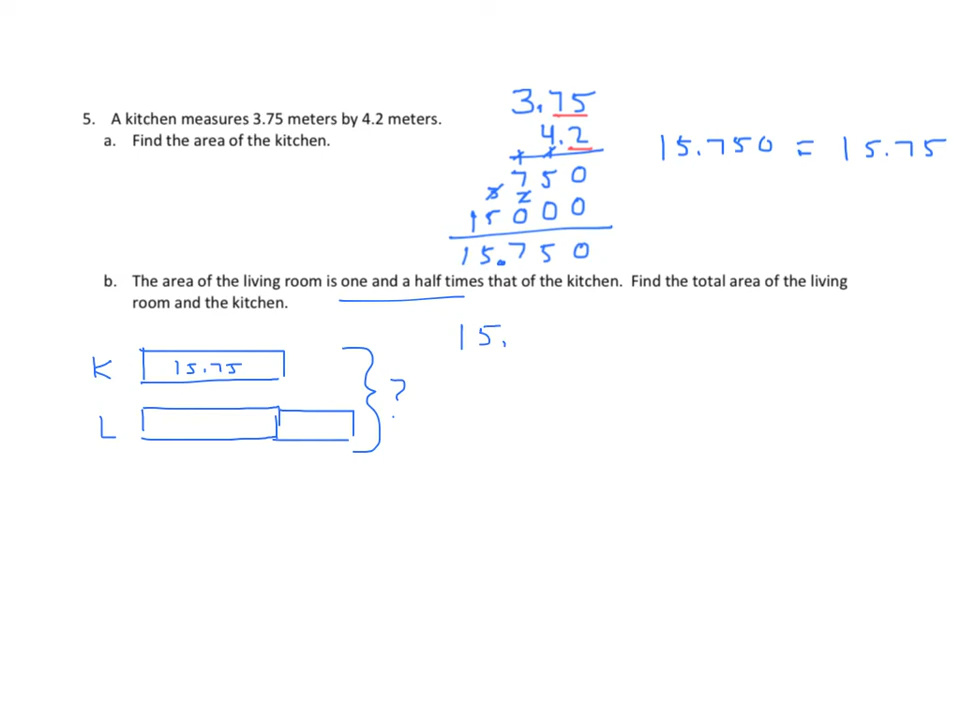 5. A kitchen measures 3.75 meters by 4.2 meters.
a. Find the area of the kitchen.
3.75
4.2
750
15000
15.750
15.750 = 15.75
b. The area of the living room is one and a half times that of the kitchen. Find the total area of the living
room and the kitchen.
15.
K 15.75
L
?